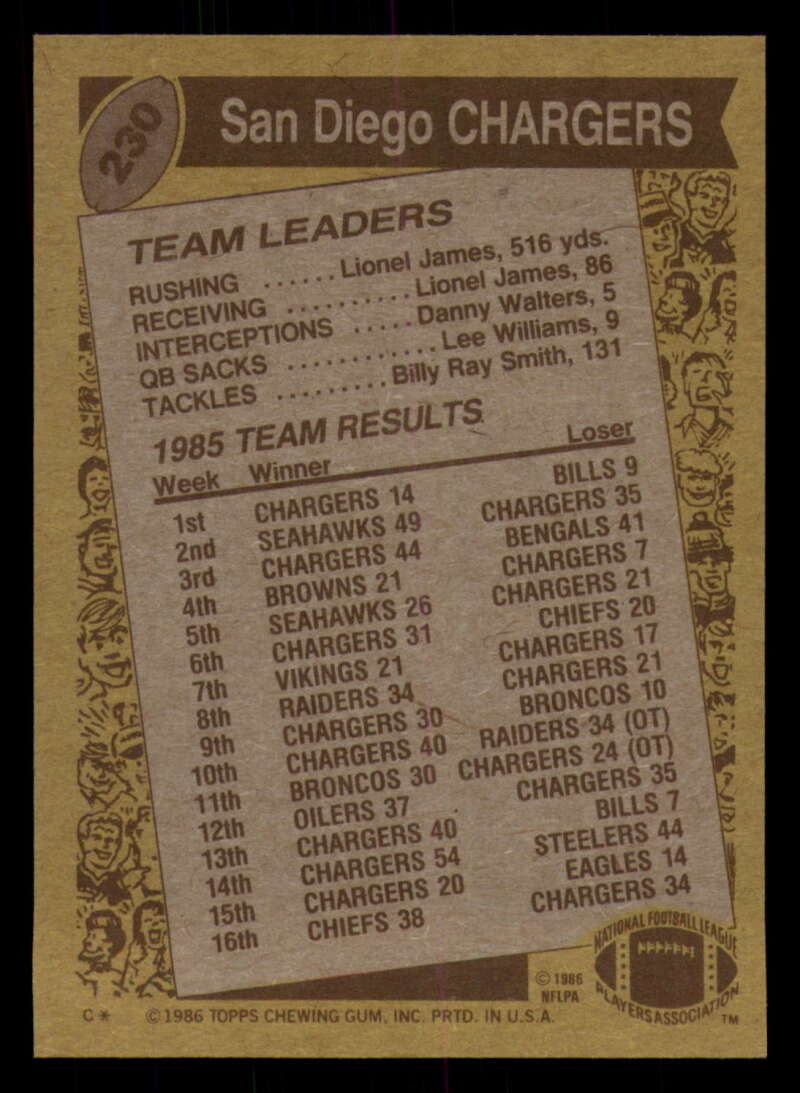 230
San Diego CHARGERS
TEAM LEADERS
RUSHING ...... Lionel James, 516 yds.
RECEIVING .......... Lionel James, 86
INTERCEPTIONS ..... Danny Walters, 5
QB SACKS ............ Lee Williams, 9
TACKLES ......... Billy Ray Smith, 131
1985 TEAM RESULTS
Week Winner Loser
1st CHARGERS 14 BILLS 9
2nd SEAHAWKS 49 CHARGERS 35
3rd CHARGERS 44 BENGALS 41
4th BROWNS 21 CHARGERS 7
5th SEAHAWKS 26 CHARGERS 21
6th CHARGERS 31 CHIEFS 20
7th VIKINGS 21 CHARGERS 17
8th RAIDERS 34 CHARGERS 21
9th CHARGERS 30 BRONCOS 10
10th CHARGERS 40 RAIDERS 34 (OT)
11th BRONCOS 30 CHARGERS 24 (OT)
12th OILERS 37 CHARGERS 35
13th CHARGERS 40 BILLS 7
14th CHARGERS 54 STEELERS 44
15th CHARGERS 20 EAGLES 14
16th CHIEFS 38 CHARGERS 34
NATIONAL FOOTBALL LEAGUE
PLAYERS ASSOCIATION
TM
© 1986
NFLPA
C* © 1986 TOPPS CHEWING GUM, INC. PRTD. IN U.S.A.